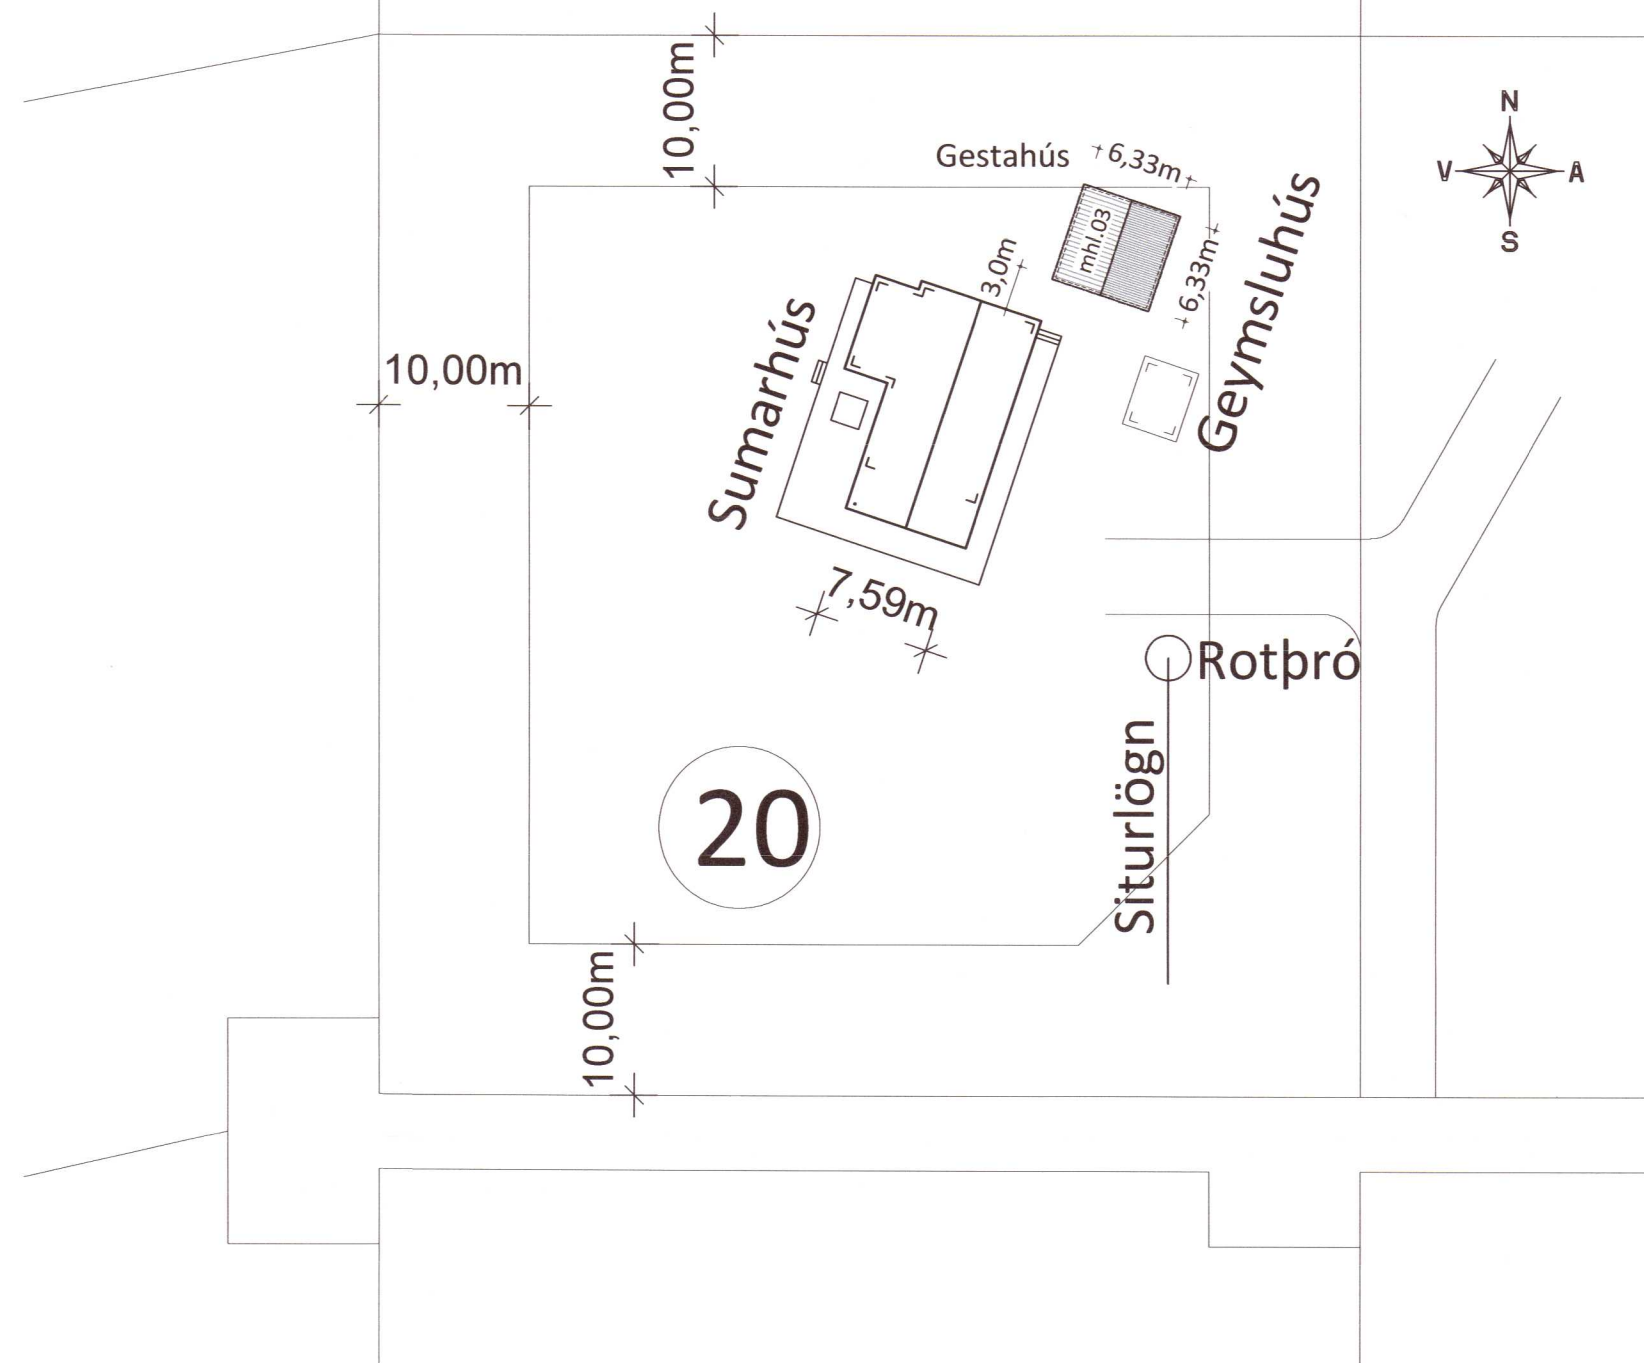 10,00m
Gestahús
6,33m
N
V
A
S
mhl.03
6,33m
Geymsluhús
3,0m
Sumarhús
10,00m
7,59m
Rotþró
Siturlögn
20
10,00m